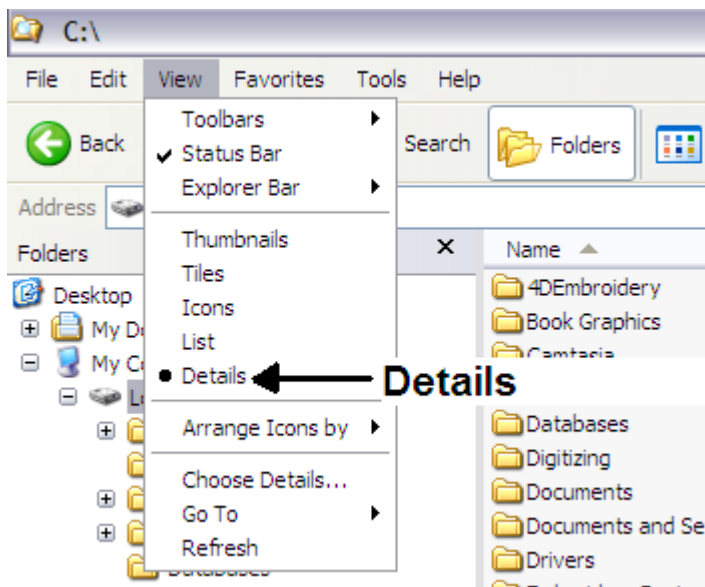 C:\
File Edit View Favorites Tools Help
Back Search Folders
Toolbars
Status Bar
Explorer Bar
Thumbnails
Tiles
Icons
List
Details
Arrange Icons by
Choose Details...
Go To
Refresh
Address
Folders
Desktop
My
My
Databases
Details
Name
4DEmbroidery
Book Graphics
Camtasia
Databases
Digitizing
Documents
Documents and Se
Drivers